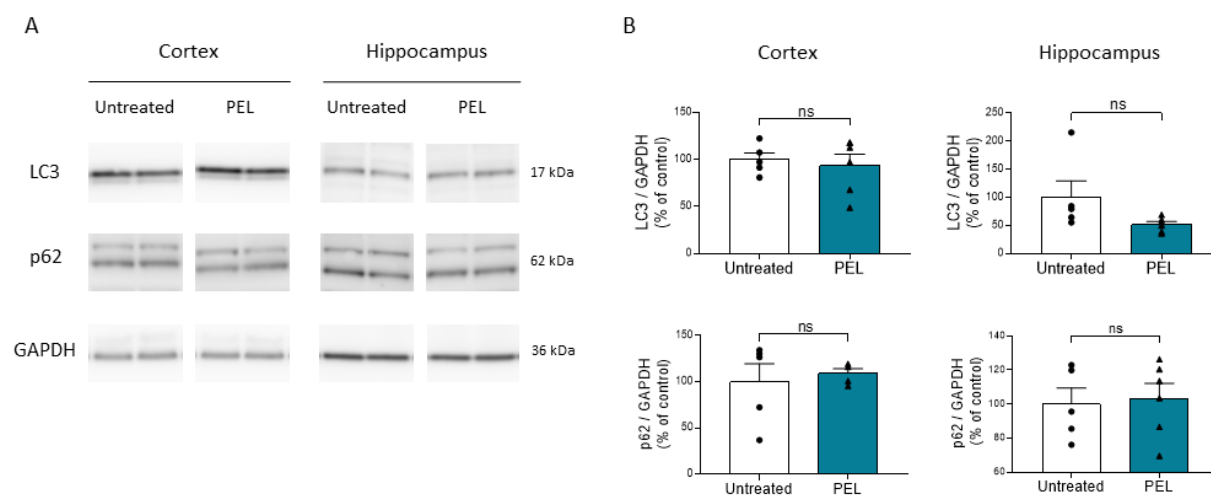 A
Cortex Hippocampus
Untreated PEL Untreated PEL
LC3 17 kDa
p62 62 kDa
GAPDH 36 kDa
B
Cortex Hippocampus
LC3 / GAPDH
(% of control)
150
100
50
0
ns
Untreated PEL
LC3 / GAPDH
(% of control)
250
200
150
100
50
0
ns
Untreated PEL
p62 / GAPDH
(% of control)
150
100
50
0
ns
Untreated PEL
p62 / GAPDH
(% of control)
140
120
100
80
60
ns
Untreated PEL